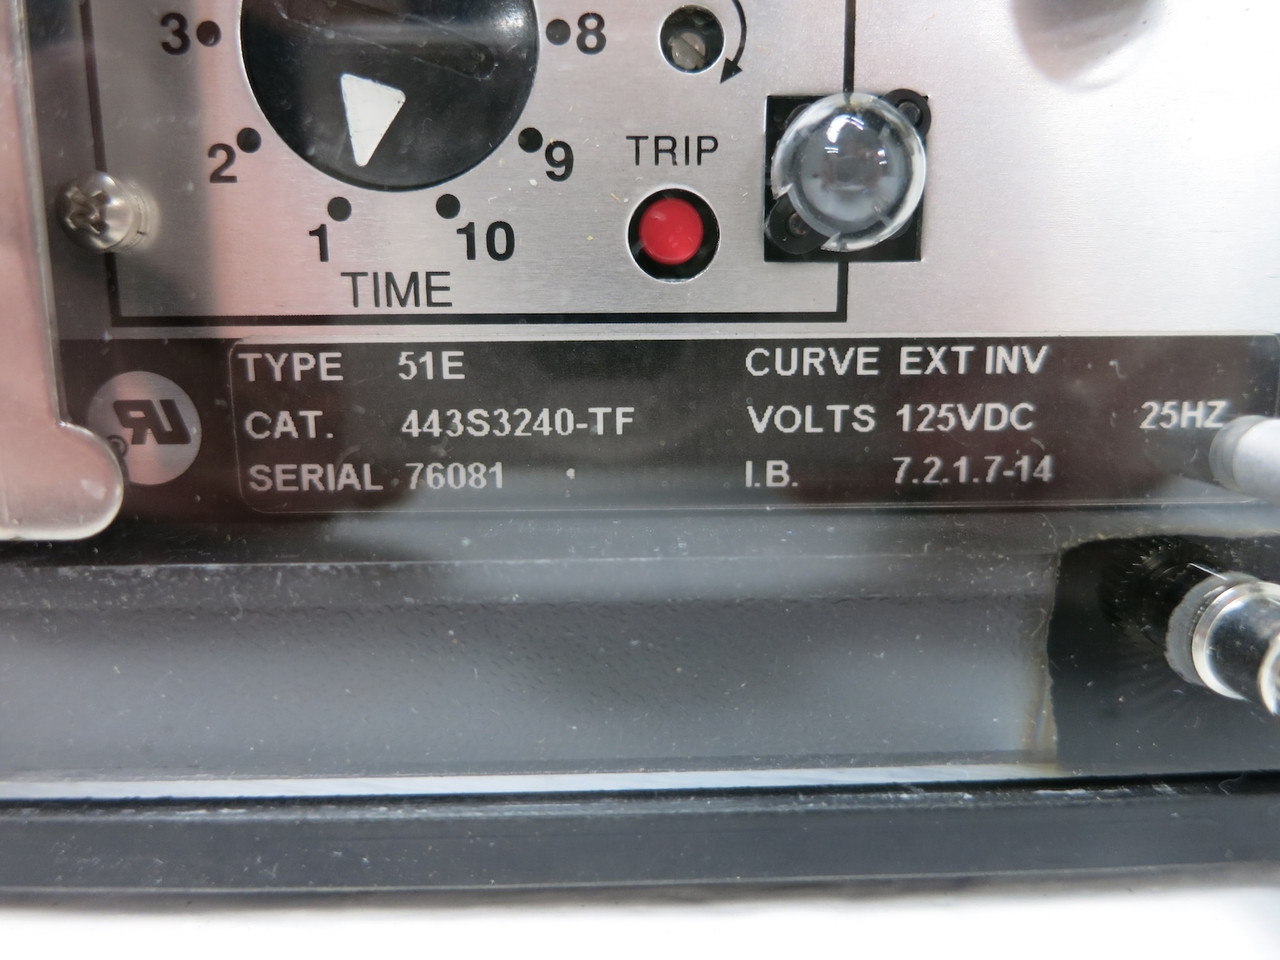 3 8
2 9
1 10
TRIP
TIME
TYPE 51E CURVE EXT INV
CAT. 443S3240-TF VOLTS 125VDC 25HZ
SERIAL 76081 I.B. 7.2.1.7-14